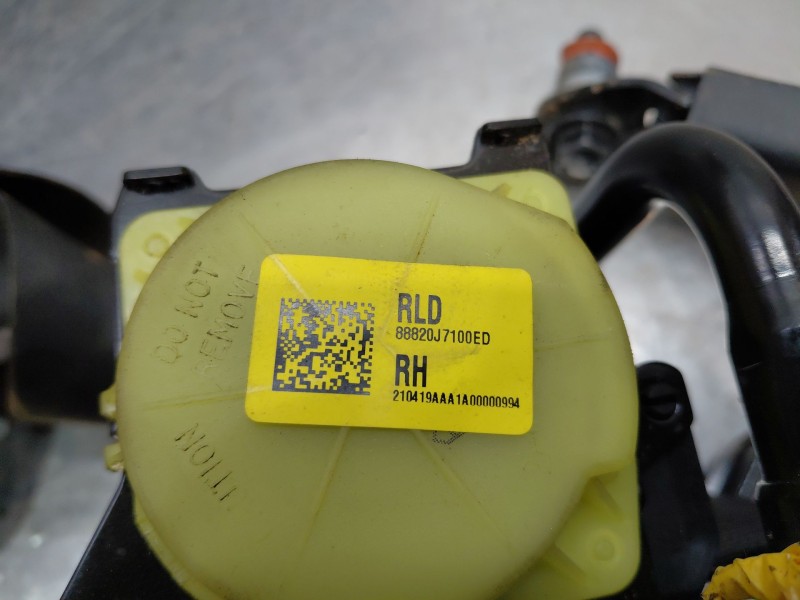 DO NOT
REMOVE
RLD
88820J7100ED
RH
210419AAA1A00000994